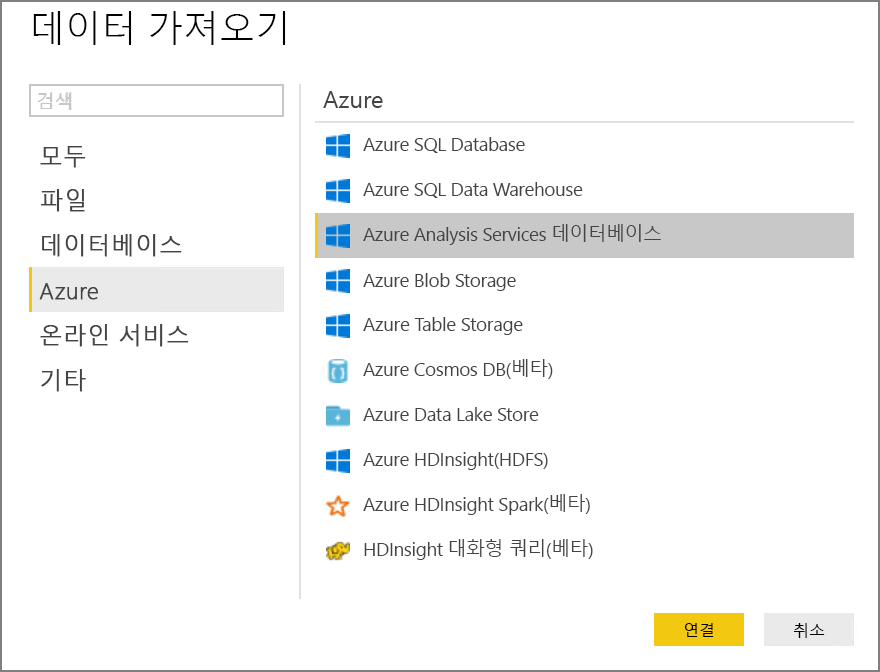 데이터 가져오기
검색
모두
파일
데이터베이스
Azure
온라인 서비스
기타
Azure
Azure SQL Database
Azure SQL Data Warehouse
Azure Analysis Services 데이터베이스
Azure Blob Storage
Azure Table Storage
Azure Cosmos DB(베타)
Azure Data Lake Store
Azure HDInsight(HDFS)
Azure HDInsight Spark(베타)
HDInsight 대화형 쿼리(베타)
연결
취소